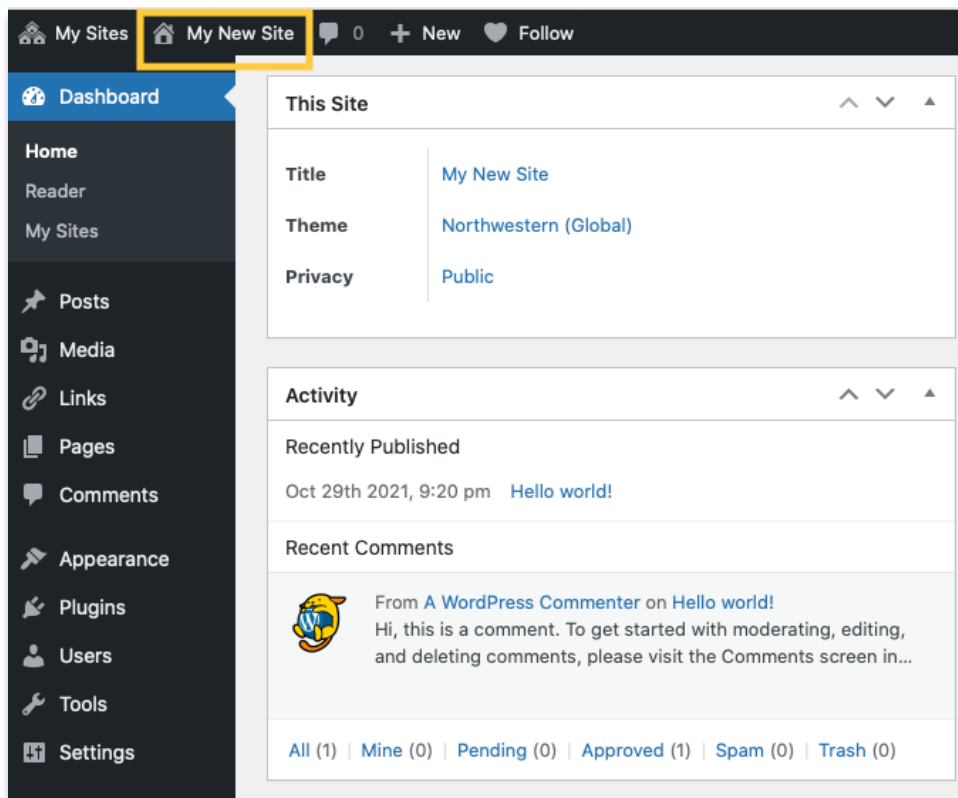 My Sites My New Site 0 New Follow
Dashboard
Home
Reader
My Sites
Posts
Media
Links
Pages
Comments
Appearance
Plugins
Users
Tools
Settings
This Site
Title My New Site
Theme Northwestern (Global)
Privacy Public
Activity
Recently Published
Oct 29th 2021, 9:20 pm Hello world!
Recent Comments
From A WordPress Commenter on Hello world!
Hi, this is a comment. To get started with moderating, editing,
and deleting comments, please visit the Comments screen in...
All (1) | Mine (0) | Pending (0) | Approved (1) | Spam (0) | Trash (0)